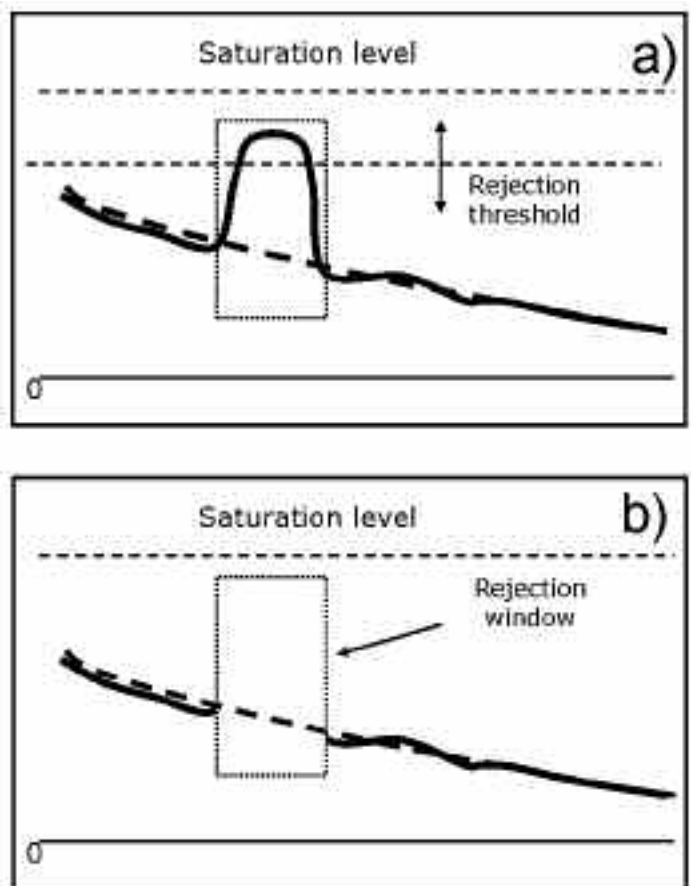 Saturation level
a)
Rejection
threshold
0
Saturation level
b)
Rejection
window
0